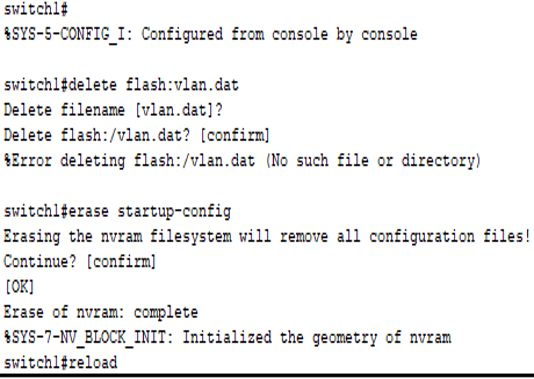 switch1#
%SYS-5-CONFIG_I: Configured from console by console
switch1#delete flash:vlan.dat
Delete filename [vlan.dat]?
Delete flash:/vlan.dat? [confirm]
%Error deleting flash:/vlan.dat (No such file or directory)
switch1#erase startup-config
Erasing the nvram filesystem will remove all configuration files!
Continue? [confirm]
[OK]
Erase of nvram: complete
%SYS-7-NV_BLOCK_INIT: Initialized the geometry of nvram
switch1#reload